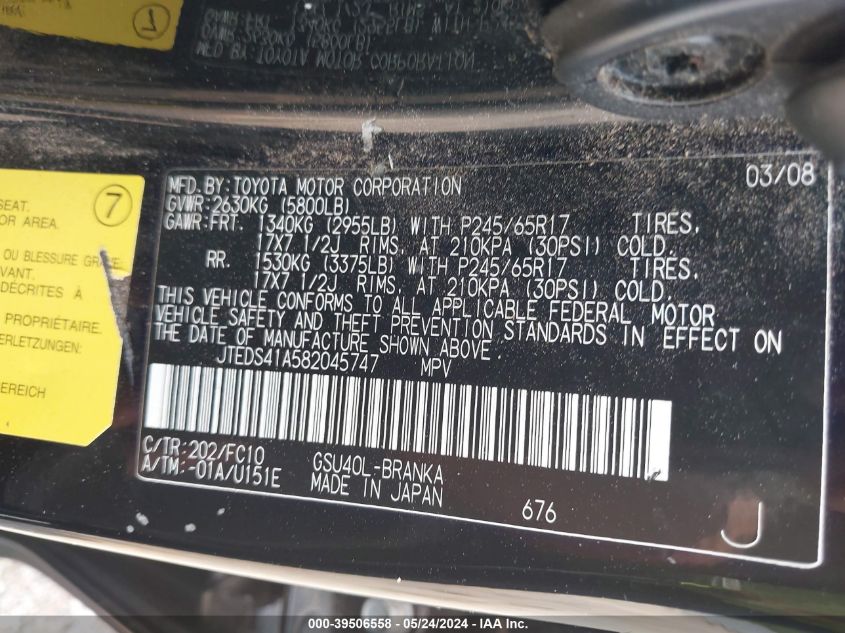 7
SEAT.
OR AREA.
OU BLESSURE GRAVE
AVANT.
DÉCRITES À
PROPRIÉTAIRE.
VERLETZUNGEN:
BEREICH
MFD.BY:TOYOTA MOTOR CORPORATION 03/08
GVWR:2630KG (5800LB)
GAWR:FRT. 1340KG (2955LB) WITH P245/65R17 TIRES,
17X7 1/2J RIMS, AT 210KPA (30PSI) COLD.
RR. 1530KG (3375LB) WITH P245/65R17 TIRES,
17X7 1/2J RIMS, AT 210KPA (30PSI) COLD.
THIS VEHICLE CONFORMS TO ALL APPLICABLE FEDERAL MOTOR
VEHICLE SAFETY AND THEFT PREVENTION STANDARDS IN EFFECT ON
THE DATE OF MANUFACTURE SHOWN ABOVE.
JTEDS41A582045747 MPV
C/TR:202/FC10 GSU40L-BRANKA
A/TM:-01A/U151E MADE IN JAPAN
676
J
000-39506558 - 05/24/2024 - IAA Inc.